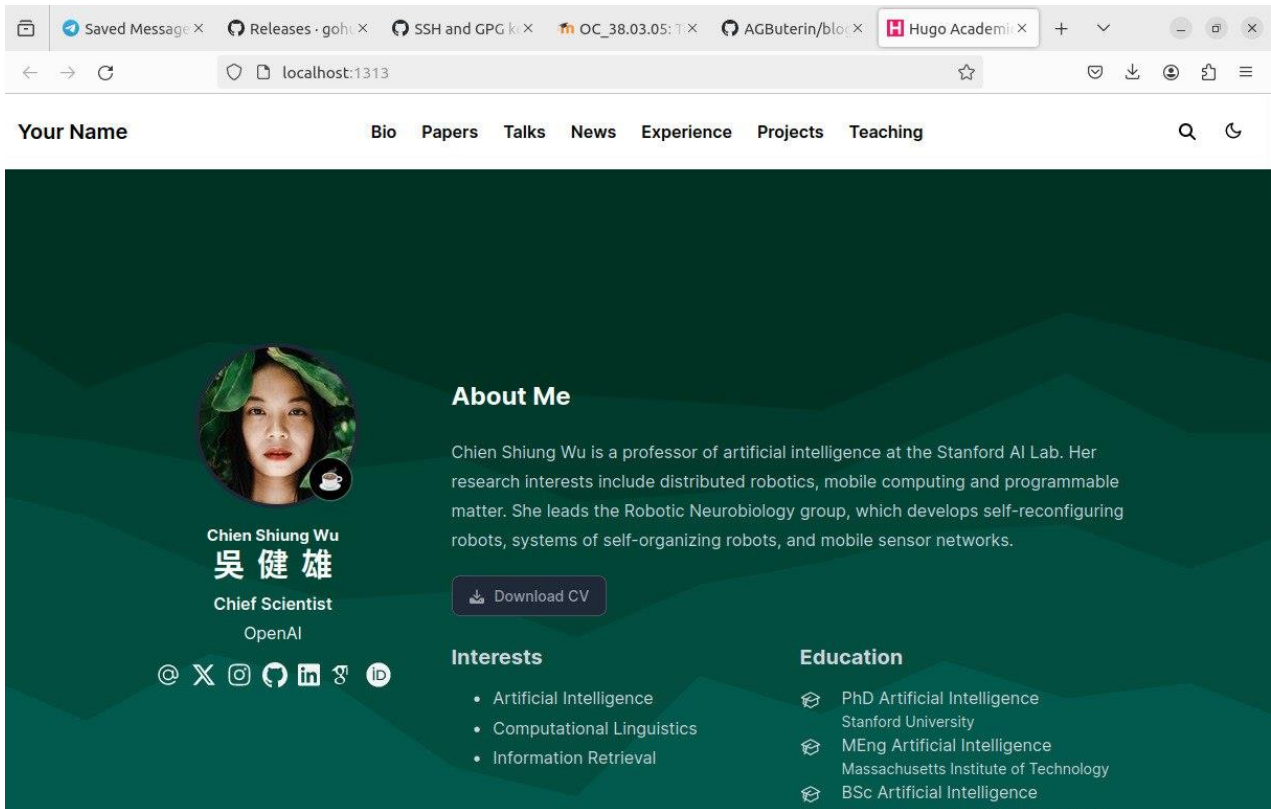 Saved Message
Releases · gohu
SSH and GPG ke
OC_38.03.05: T
AGButerin/blog
Hugo Academic
localhost:1313
Your Name
Bio Papers Talks News Experience Projects Teaching
About Me
Chien Shiung Wu is a professor of artificial intelligence at the Stanford AI Lab. Her
research interests include distributed robotics, mobile computing and programmable
matter. She leads the Robotic Neurobiology group, which develops self-reconfiguring
robots, systems of self-organizing robots, and mobile sensor networks.
Download CV
Chien Shiung Wu
吳健雄
Chief Scientist
OpenAI
Interests
Artificial Intelligence
Computational Linguistics
Information Retrieval
Education
PhD Artificial Intelligence
Stanford University
MEng Artificial Intelligence
Massachusetts Institute of Technology
BSc Artificial Intelligence